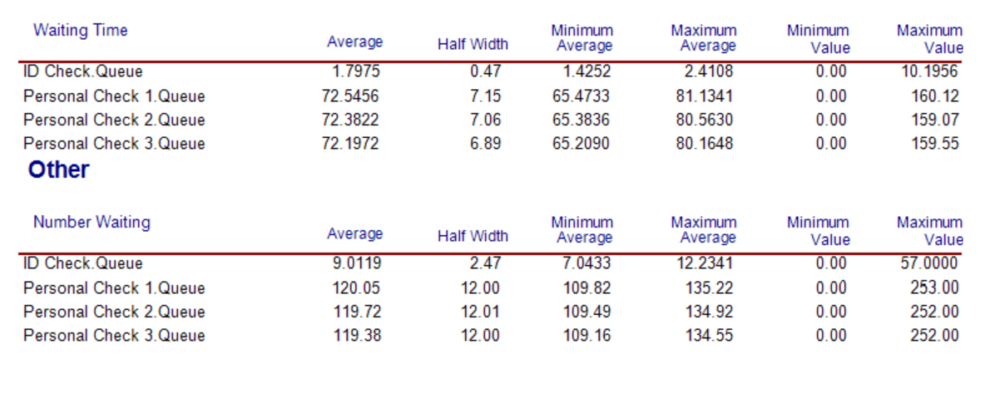 Waiting Time Average Half Width Minimum Average Maximum Average Minimum Value Maximum Value
ID Check.Queue 1.7975 0.47 1.4252 2.4108 0.00 10.1956
Personal Check 1.Queue 72.5456 7.15 65.4733 81.1341 0.00 160.12
Personal Check 2.Queue 72.3822 7.06 65.3836 80.5630 0.00 159.07
Personal Check 3.Queue 72.1972 6.89 65.2090 80.1648 0.00 159.55
Other
Number Waiting Average Half Width Minimum Average Maximum Average Minimum Value Maximum Value
ID Check.Queue 9.0119 2.47 7.0433 12.2341 0.00 57.0000
Personal Check 1.Queue 120.05 12.00 109.82 135.22 0.00 253.00
Personal Check 2.Queue 119.72 12.01 109.49 134.92 0.00 252.00
Personal Check 3.Queue 119.38 12.00 109.16 134.55 0.00 252.00